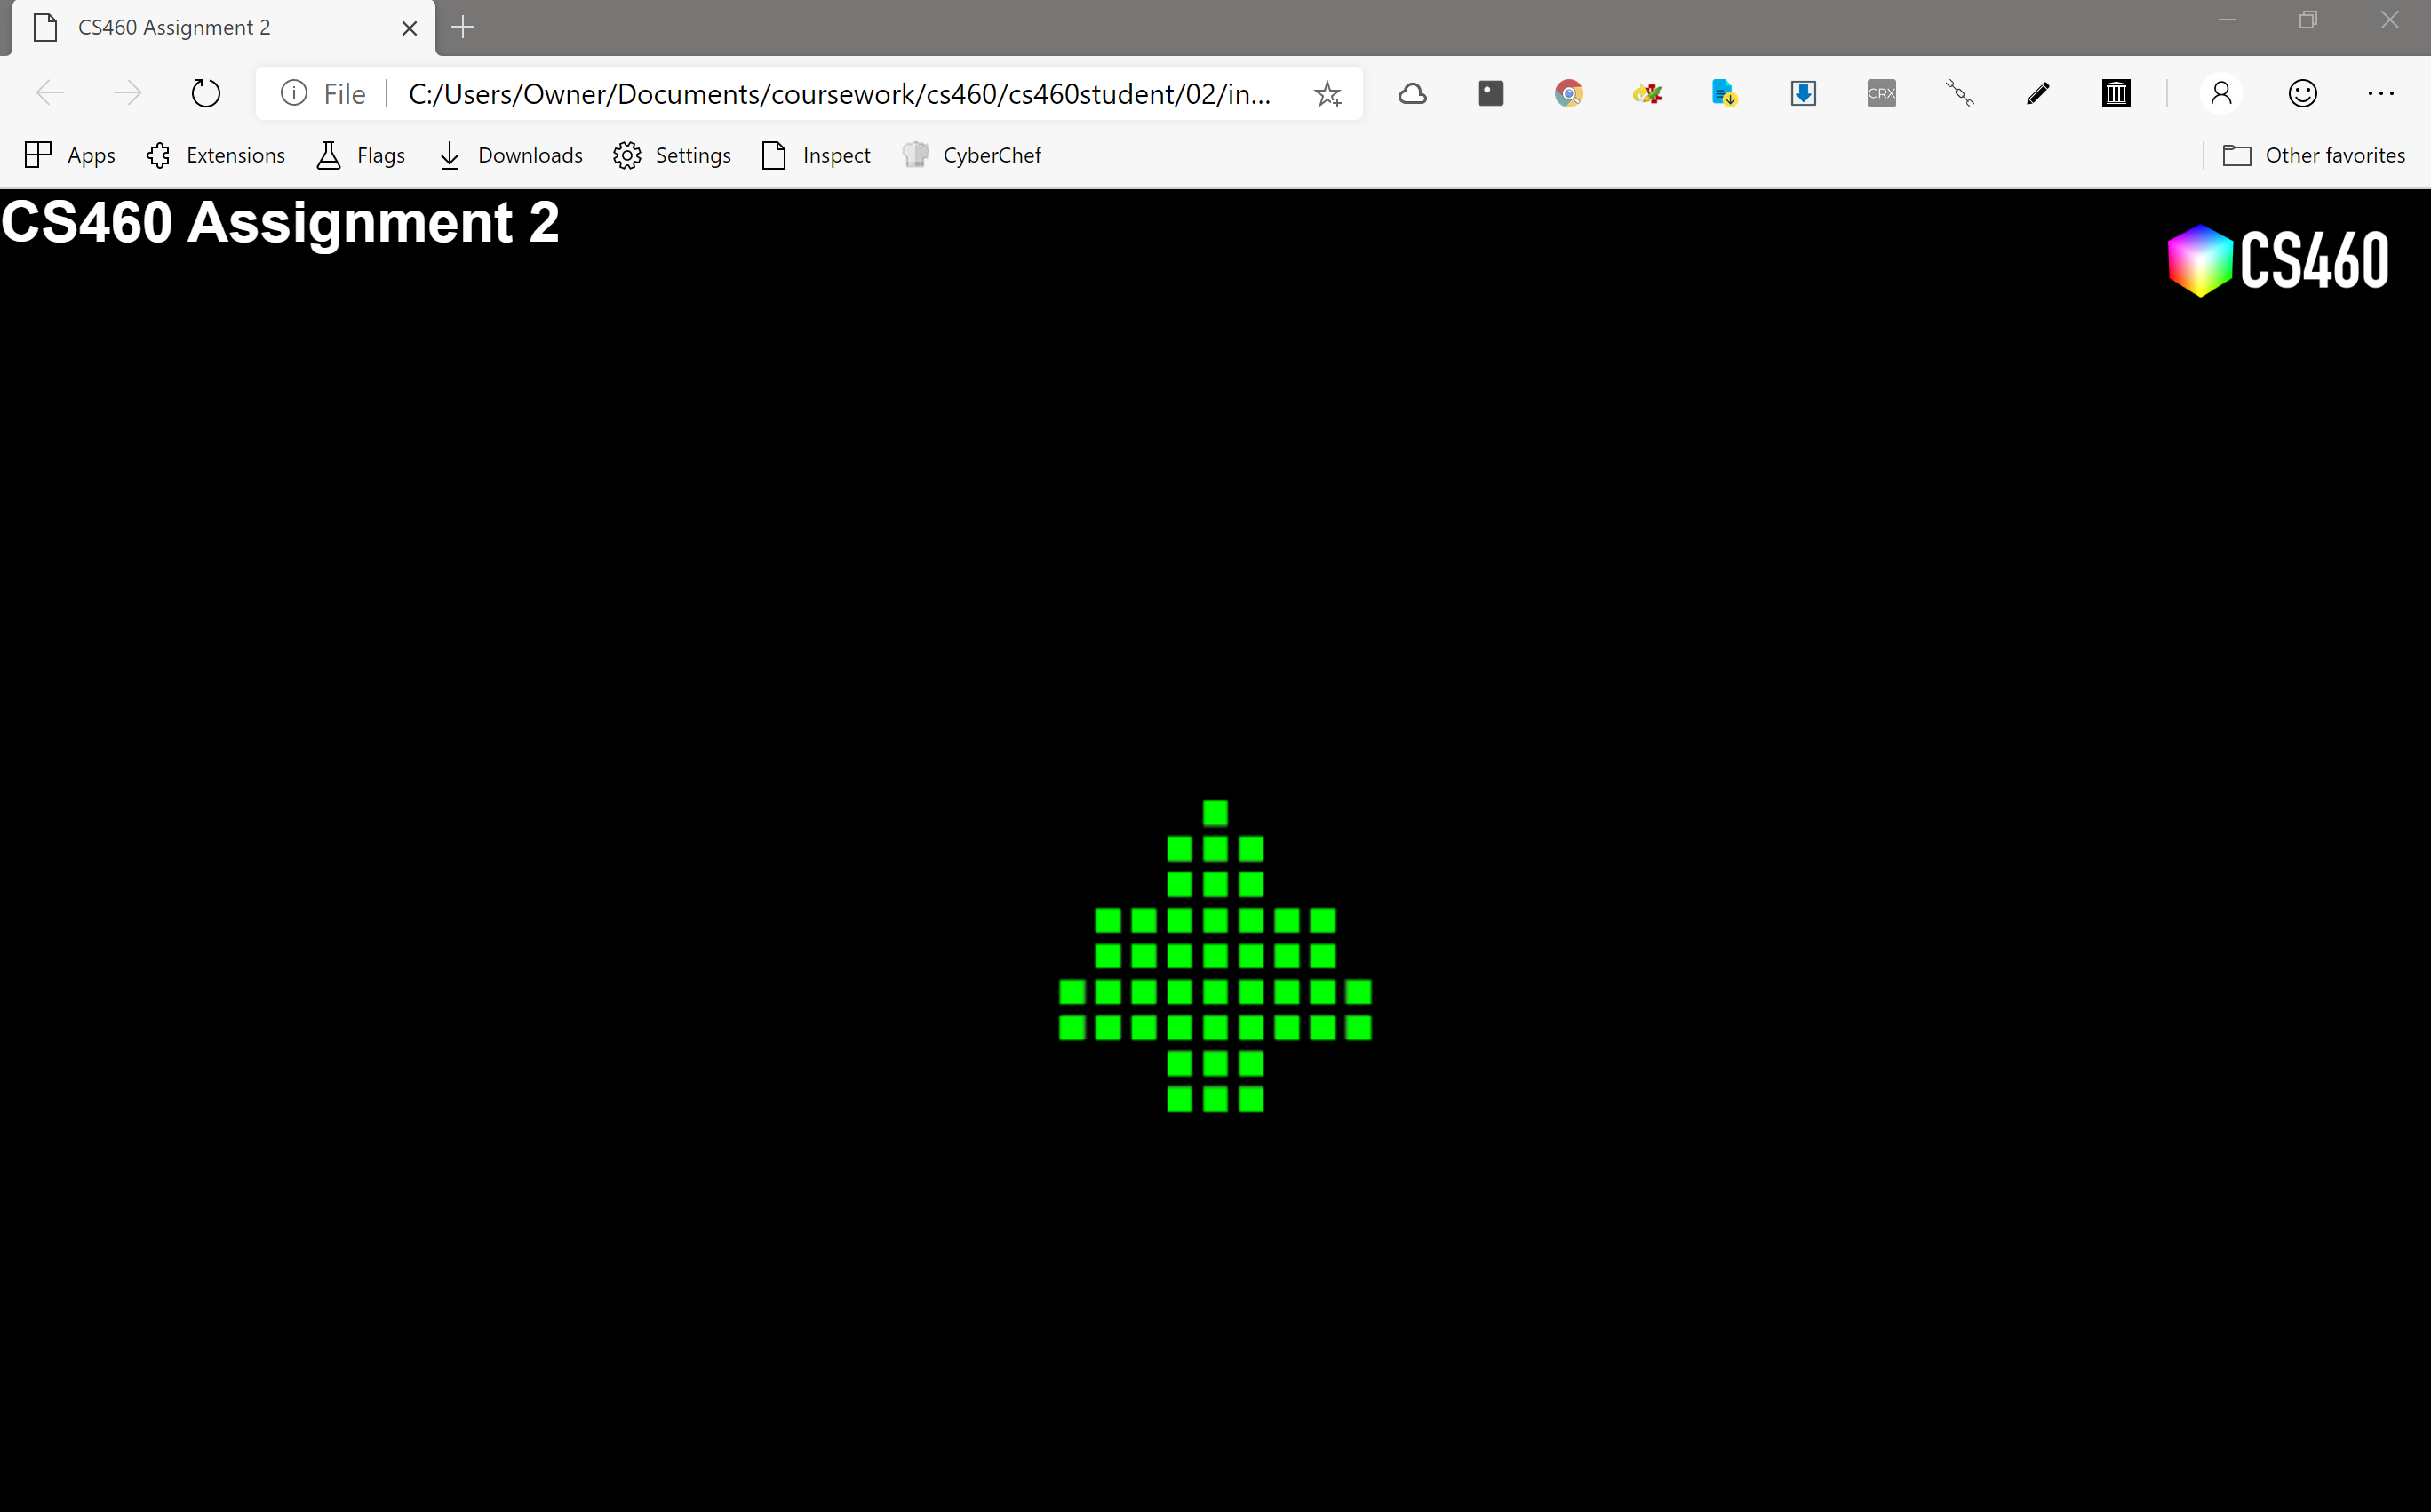 CS460 Assignment 2
File C:/Users/Owner/Documents/coursework/cs460/cs460student/02/in...
CRX
Apps Extensions Flags Downloads Settings Inspect CyberChef Other favorites
CS460 Assignment 2
CS460